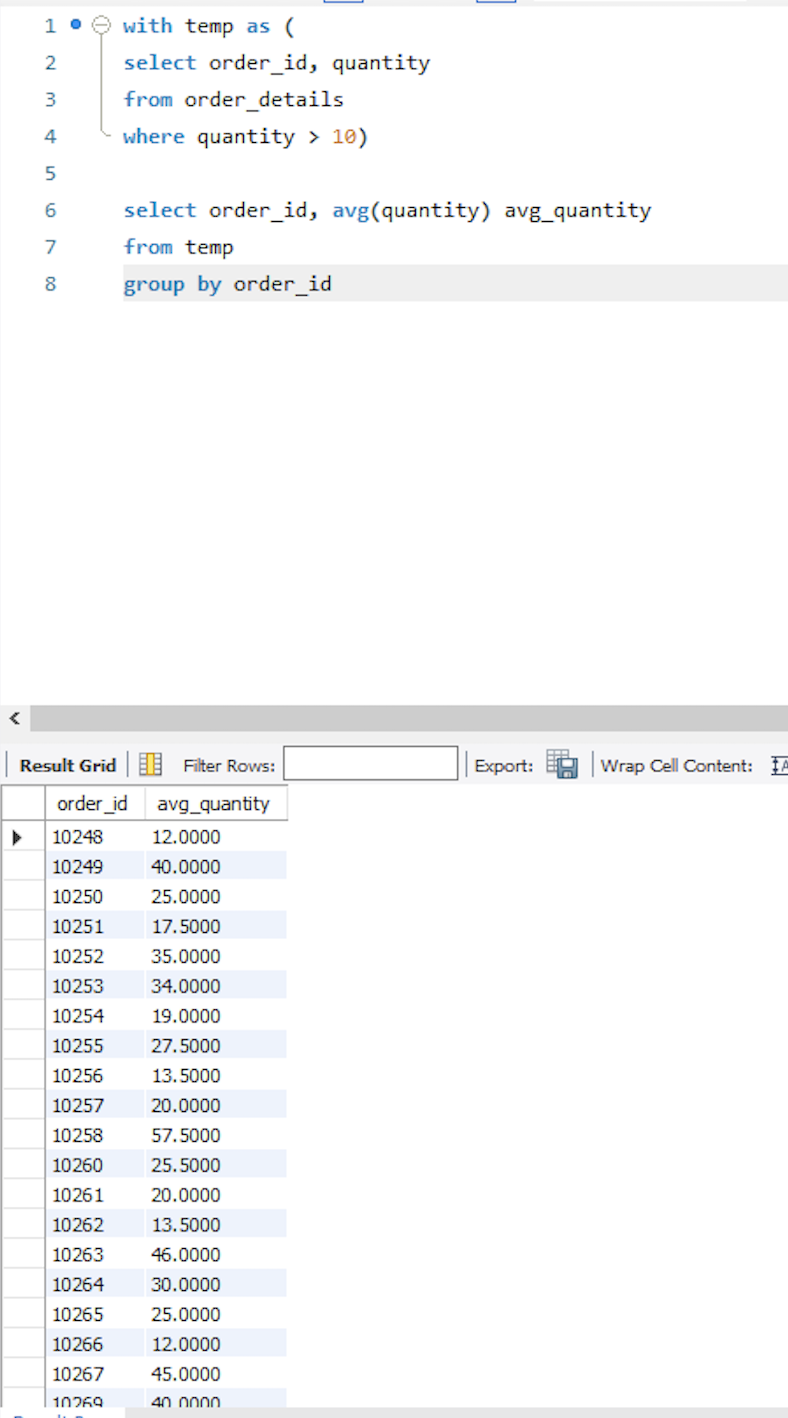 1 with temp as (
2 select order_id, quantity
3 from order_details
4 where quantity > 10)
5
6 select order_id, avg(quantity) avg_quantity
7 from temp
8 group by order_id
Result Grid Filter Rows: Export: Wrap Cell Content:
order_id avg_quantity
10248 12.0000
10249 40.0000
10250 25.0000
10251 17.5000
10252 35.0000
10253 34.0000
10254 19.0000
10255 27.5000
10256 13.5000
10257 20.0000
10258 57.5000
10260 25.5000
10261 20.0000
10262 13.5000
10263 46.0000
10264 30.0000
10265 25.0000
10266 12.0000
10267 45.0000
10269 40.0000